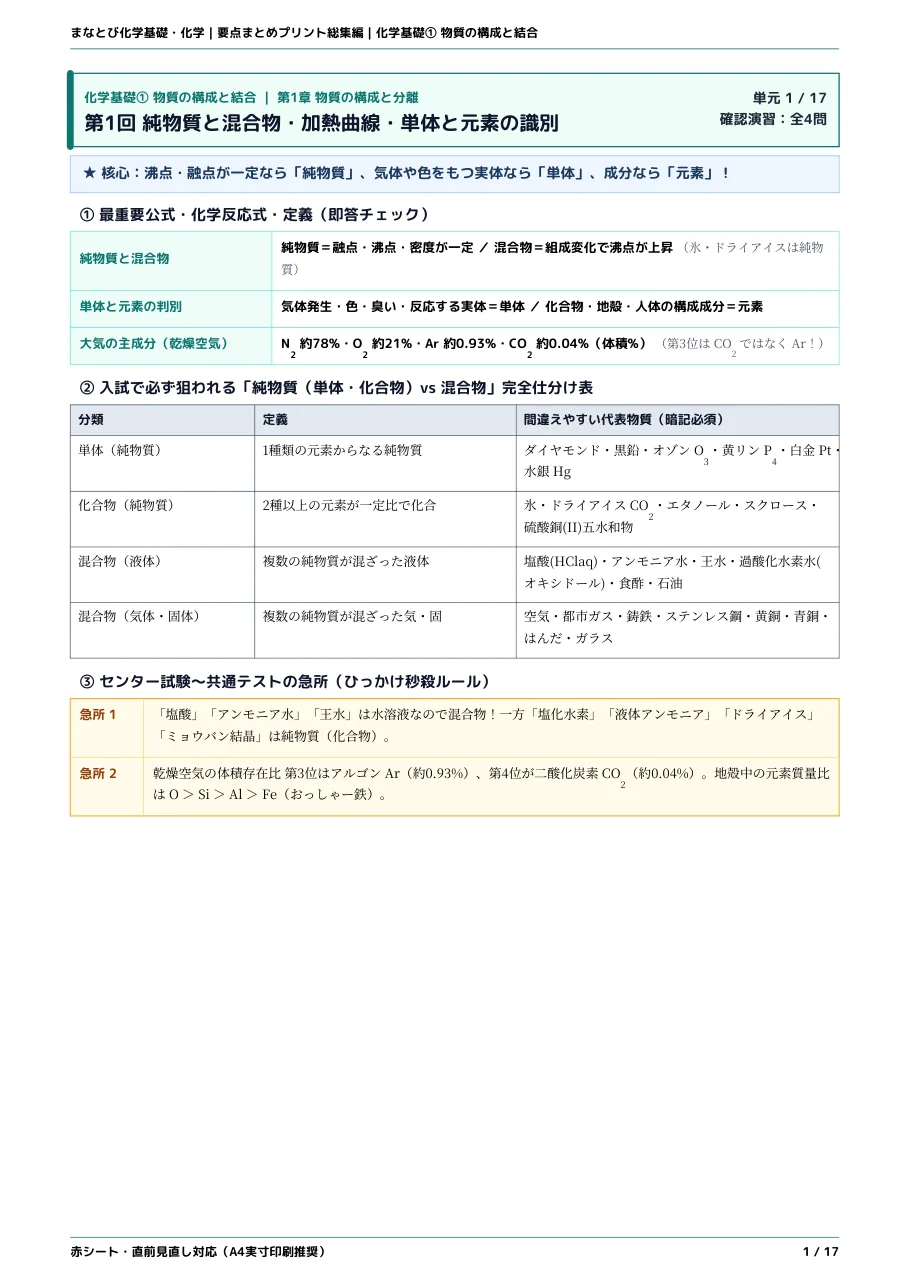 まなとび化学基礎・化学 | 要点まとめプリント総集編 | 化学基礎① 物質の構成と結合
化学基礎① 物質の構成と結合 | 第1章 物質の構成と分離
単元 1 / 17
第1回 純物質と混合物・加熱曲線・単体と元素の識別
確認演習：全4問
★ 核心：沸点・融点が一定なら「純物質」、気体や色をもつ実体なら「単体」、成分なら「元素」！
① 最重要公式・化学反応式・定義（即答チェック）
純物質と混合物
純物質＝融点・沸点・密度が一定 ／ 混合物＝組成変化で沸点が上昇 （氷・ドライアイスは純物
質）
単体と元素の判別
気体発生・色・臭い・反応する実体＝単体 ／ 化合物・地殻・人体の構成成分＝元素
大気の主成分（乾燥空気）
N₂ 約78%・O₂ 約21%・Ar 約0.93%・CO₂ 約0.04%（体積%） （第3位は CO₂ ではなく Ar！）
② 入試で必ず狙われる「純物質（単体・化合物）vs 混合物」完全仕分け表
分類
定義
間違えやすい代表物質（暗記必須）
単体（純物質）
1種類の元素からなる純物質
ダイヤモンド・黒鉛・オゾン O₃・黄リン P₄・白金 Pt・
水銀 Hg
化合物（純物質）
2種以上の元素が一定比で化合
氷・ドライアイス CO₂・エタノール・スクロース・
硫酸銅(II)五水和物
混合物（液体）
複数の純物質が混ざった液体
塩酸(HClaq)・アンモニア水・王水・過酸化水素水(
オキシドール)・食酢・石油
混合物（気体・固体）
複数の純物質が混ざった気・固
空気・都市ガス・鋳鉄・ステンレス鋼・黄銅・青銅・
はんだ・ガラス
③ センター試験〜共通テストの急所（ひっかけ秒殺ルール）
急所 1
「塩酸」「アンモニア水」「王水」は水溶液なので混合物！一方「塩化水素」「液体アンモニア」「ドライアイス」
「ミョウバン結晶」は純物質（化合物）。
急所 2
乾燥空気の体積存在比 第3位はアルゴン Ar（約0.93%）、第4位が二酸化炭素 CO₂（約0.04%）。地殻中の元素質量比
は O ＞ Si ＞ Al ＞ Fe（おっしゃー鉄）。
赤シート・直前見直し対応（A4実寸印刷推奨）
1 / 17